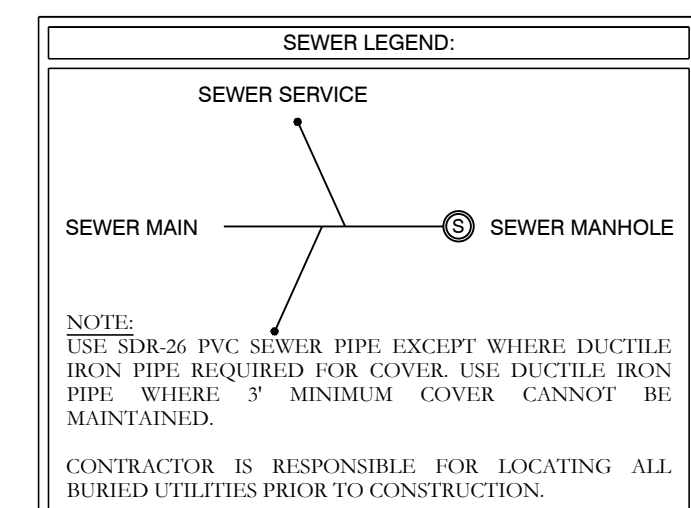 SEWER LEGEND:
SEWER SERVICE
SEWER MAIN
S
SEWER MANHOLE
NOTE:
USE SDR-26 PVC SEWER PIPE EXCEPT WHERE DUCTILE
IRON PIPE REQUIRED FOR COVER. USE DUCTILE IRON
PIPE WHERE 3' MINIMUM COVER CANNOT BE
MAINTAINED.
CONTRACTOR IS RESPONSIBLE FOR LOCATING ALL
BURIED UTILITIES PRIOR TO CONSTRUCTION.